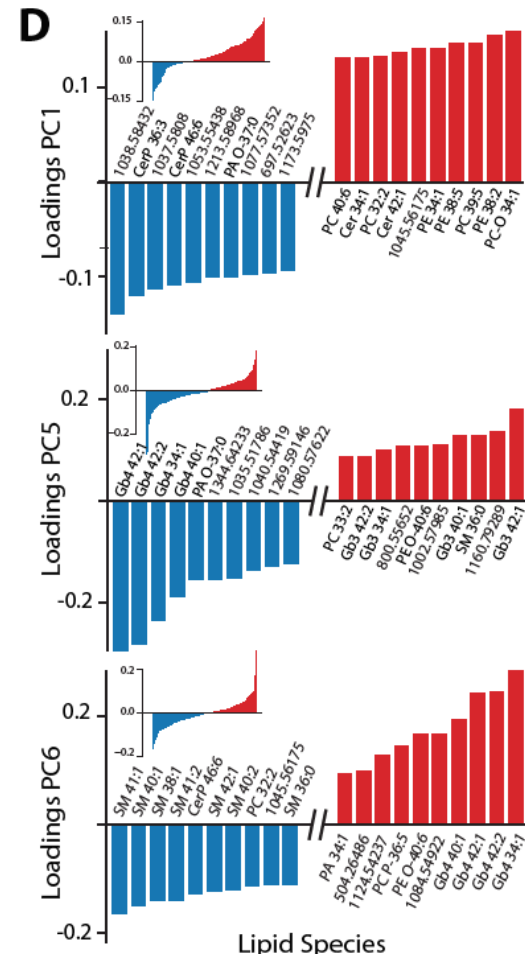 D
Loadings PC1
0.1
-0.1
0.15
0.0
-0.15
1038.58432
CerP 36:3
1037.5808
CerP 46:6
1053.55438
1213.58968
PA O-37:0
1077.57352
697.52623
1173.5975
PC 40:6
Cer 34:1
PC 32:2
Cer 42:1
1045.56175
PE 34:1
PE 38:5
PC 39:5
PE 38:2
PC-O 34:1
Loadings PC5
0.2
-0.2
0.2
0.0
-0.2
Gb4 42:1
Gb4 42:2
Gb4 34:1
Gb4 40:1
PA O-37:0
1344.64233
1035.51786
1040.54419
1269.59146
1080.57622
PC 33:2
Gb3 42:2
Gb3 34:1
800.55652
PE O-40:6
1002.57985
Gb3 40:1
SM 36:0
1160.79289
Gb3 42:1
Loadings PC6
0.2
-0.2
0.2
0.0
-0.2
SM 41:1
SM 40:1
SM 38:1
SM 41:2
CerP 46:6
SM 42:1
SM 40:2
PC 32:2
1045.56175
SM 36:0
PA 34:1
504.26486
1124.54237
PC P-36:5
PE O-40:6
1084.54922
Gb4 40:1
Gb4 42:1
Gb4 42:2
Gb4 34:1
Lipid Species